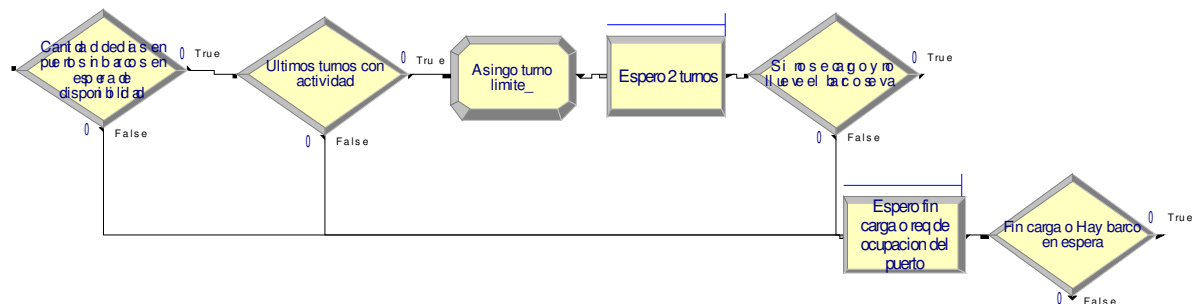 Cantidad de dias en
puerto sin barcos en
espera de
disponibilidad
0
True
0
False
Ultimos turnos con
actividad
0
True
0
False
Asingo turno
limite_
Espero 2 turnos
Si no se cargo y no
llueve el barco se va
0
True
0
False
Espero fin
carga o req de
ocupacion del
puerto
Fin carga o Hay barco
en espera
0
True
0
False